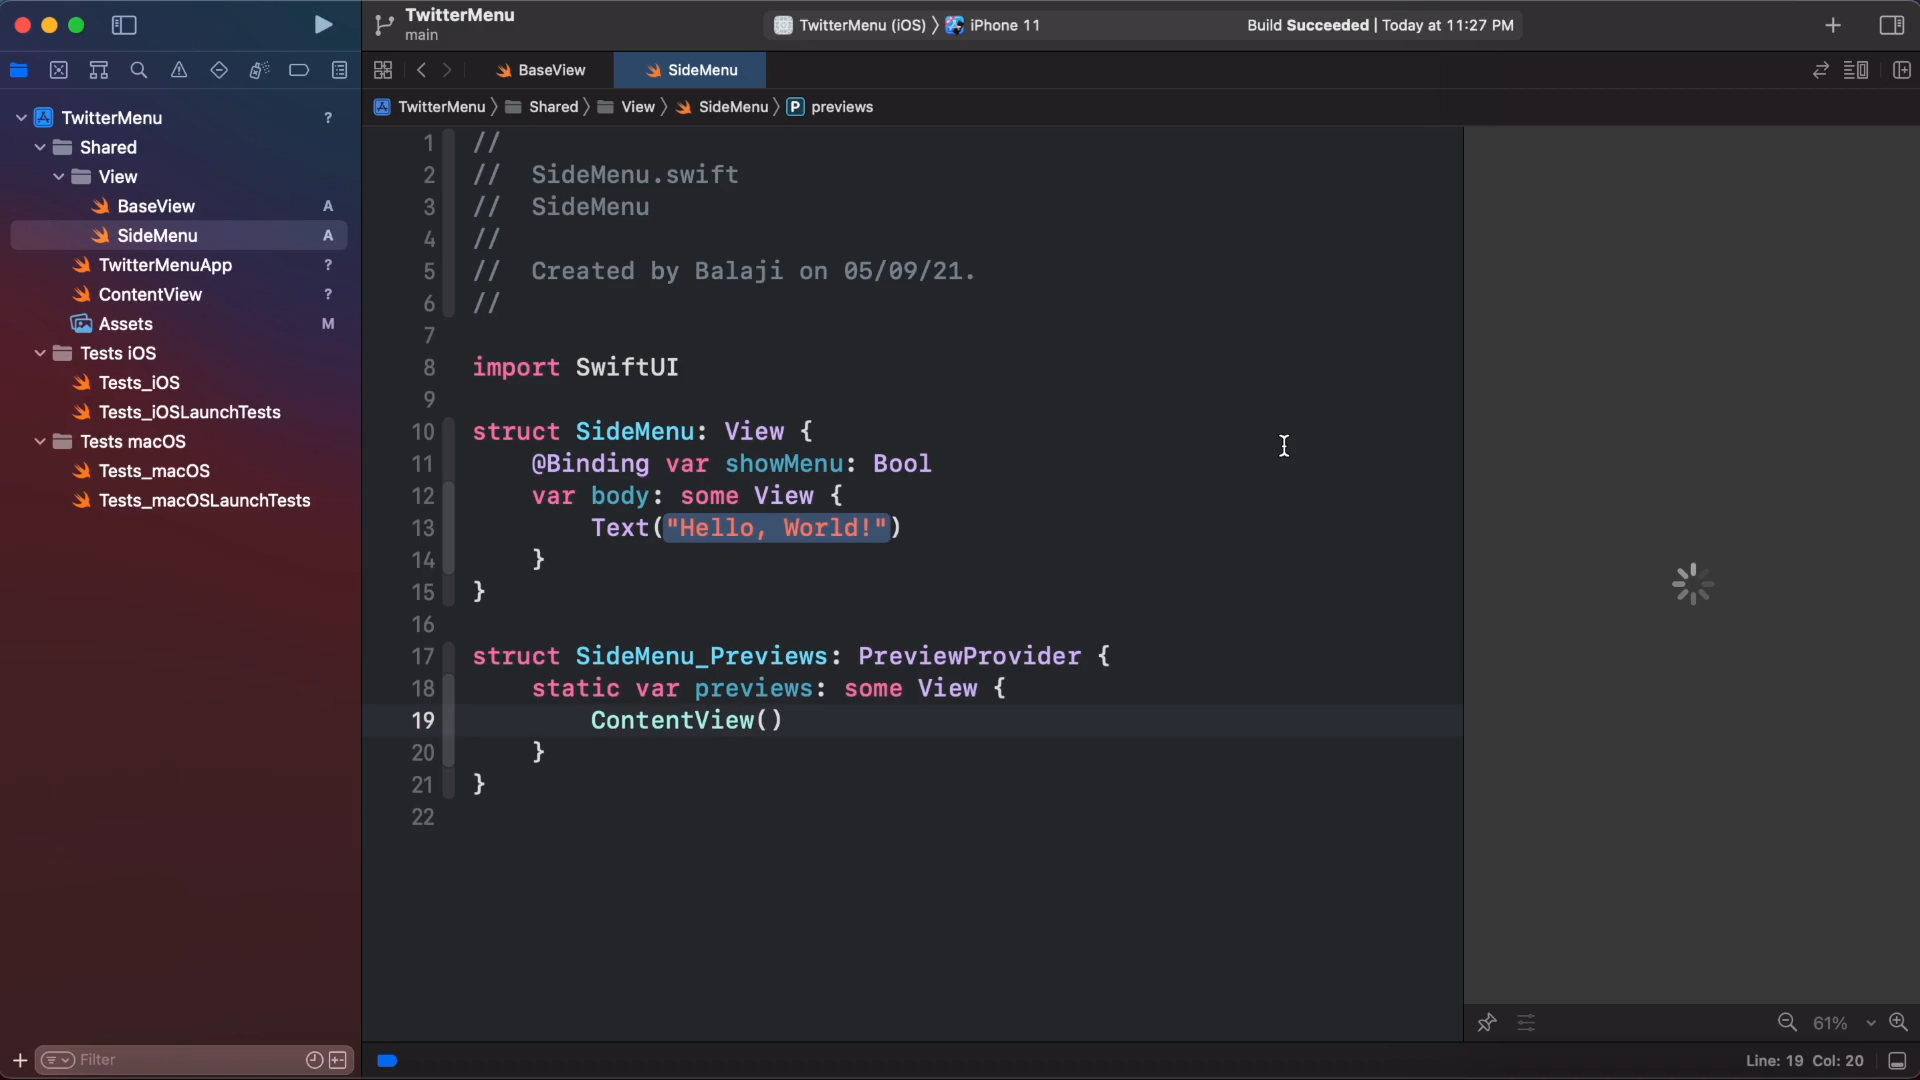 TwitterMenu
main
TwitterMenu (iOS) 〉 iPhone 11
Build Succeeded | Today at 11:27 PM
BaseView
SideMenu
TwitterMenu 〉 Shared 〉 View 〉 SideMenu 〉 P previews
TwitterMenu ?
Shared
View
BaseView A
SideMenu A
TwitterMenuApp ?
ContentView ?
Assets M
Tests iOS
Tests_iOS
Tests_iOSLaunchTests
Tests macOS
Tests_macOS
Tests_macOSLaunchTests
Filter
1 //
2 //  SideMenu.swift
3 //  SideMenu
4 //
5 //  Created by Balaji on 05/09/21.
6 //
7
8 import SwiftUI
9
10 struct SideMenu: View {
11     @Binding var showMenu: Bool
12     var body: some View {
13         Text("Hello, World!")
14     }
15 }
16
17 struct SideMenu_Previews: PreviewProvider {
18     static var previews: some View {
19         ContentView()
20     }
21 }
22
61%
Line: 19 Col: 20